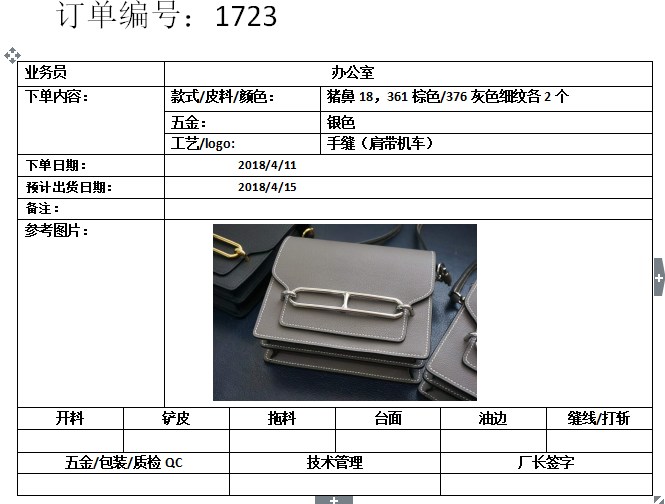 订单编号：1723
业务员 办公室
下单内容： 款式/皮料/颜色： 猪鼻 18，361 棕色/376 灰色细纹各 2 个
五金： 银色
工艺/logo: 手缝（肩带机车）
下单日期： 2018/4/11
预计出货日期： 2018/4/15
备注：
参考图片：
开料 铲皮 拖料 台面 油边 缝线/打斩
五金/包装/质检 QC 技术管理 厂长签字